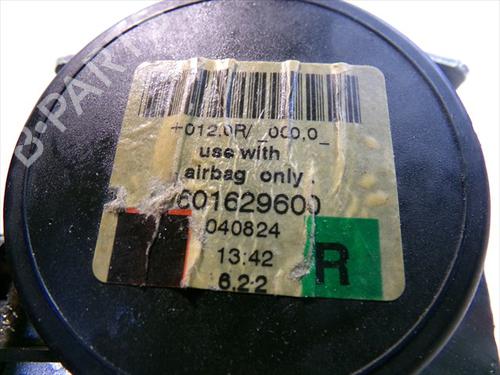 B-PARTS
+012,0R/_000,0_
use with
airbag only.
601629600
040824
13:42
6.2-2
R